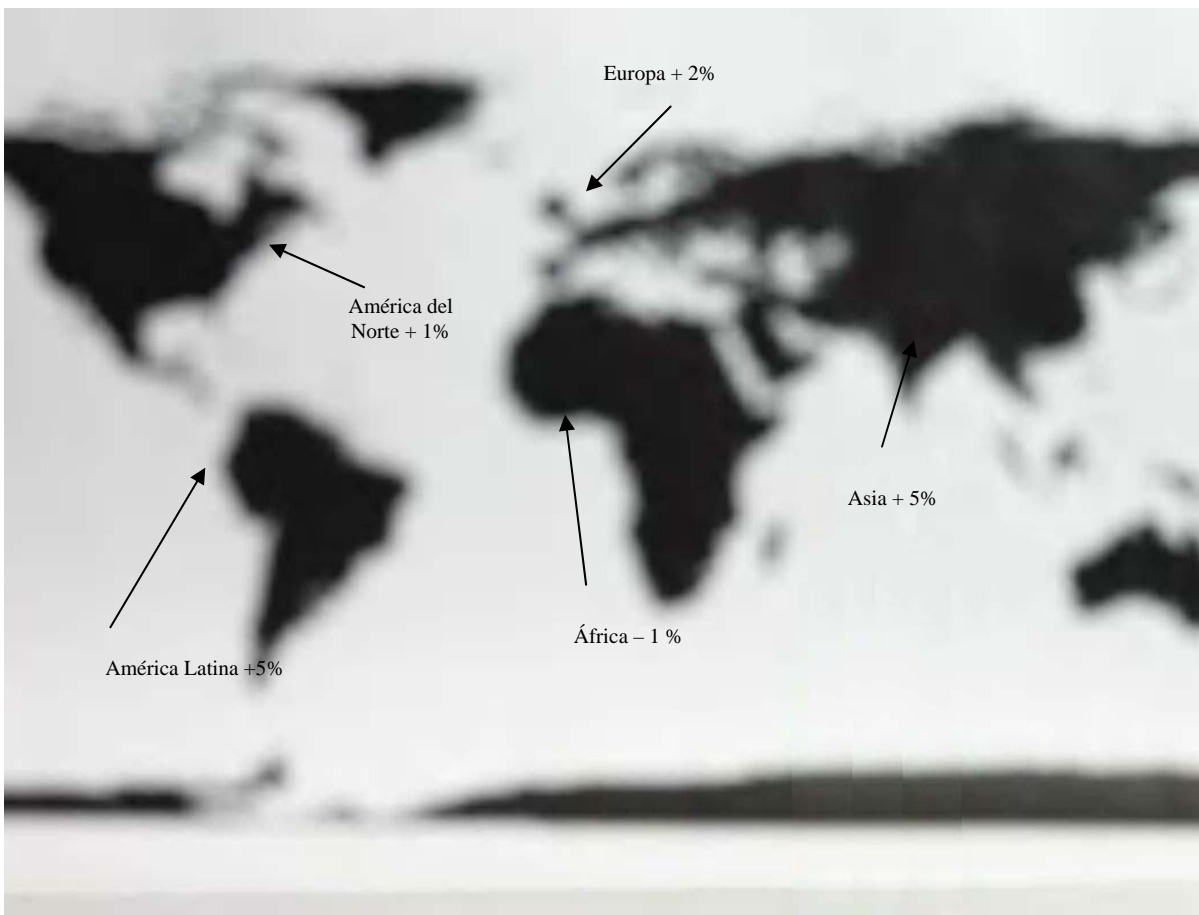 Europa + 2%
América del
Norte + 1%
Asia + 5%
África – 1 %
América Latina +5%